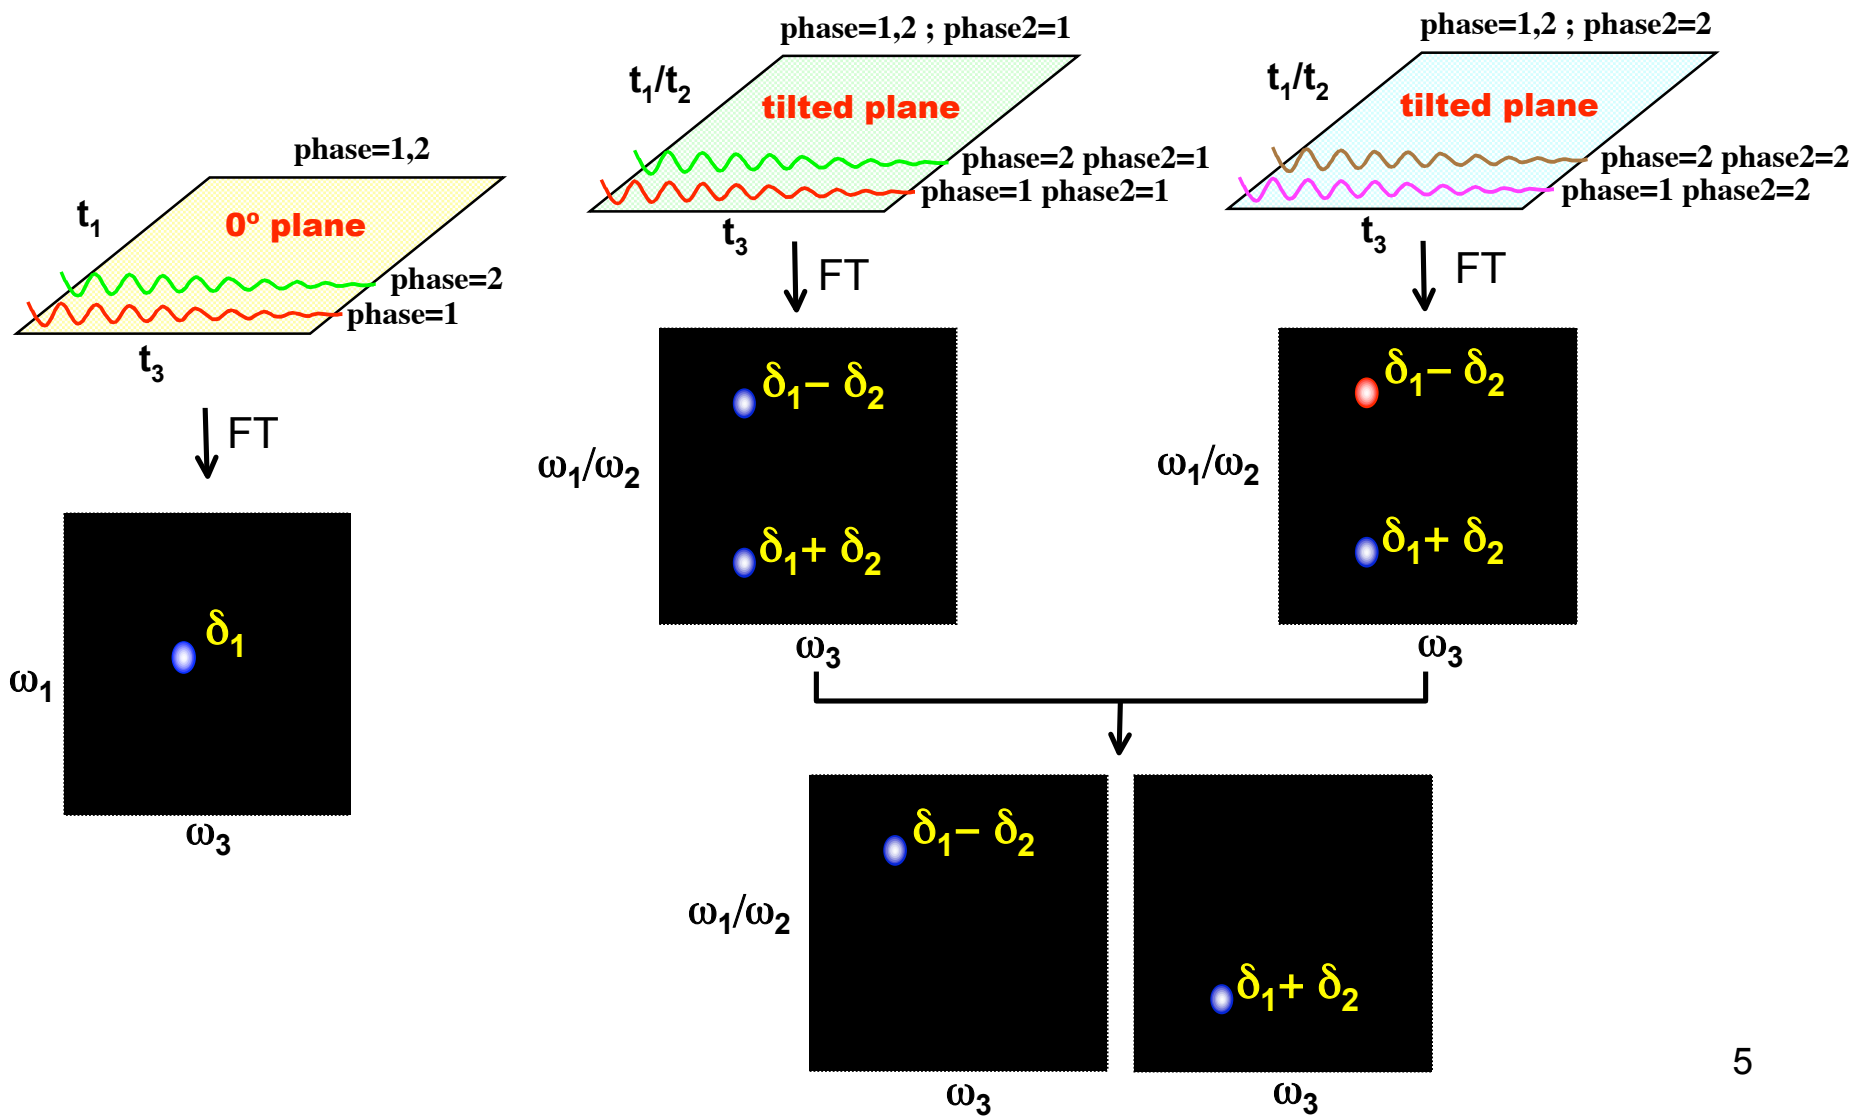 phase=1,2
t1
0º plane
phase=2
phase=1
t3
FT
δ1
ω1
ω3
phase=1,2 ; phase2=1
t1/t2
tilted plane
phase=2 phase2=1
phase=1 phase2=1
t3
FT
δ1− δ2
ω1/ω2
δ1+ δ2
ω3
phase=1,2 ; phase2=2
t1/t2
tilted plane
phase=2 phase2=2
phase=1 phase2=2
t3
FT
δ1− δ2
ω1/ω2
δ1+ δ2
ω3
δ1− δ2
ω1/ω2
ω3
δ1+ δ2
ω3
5